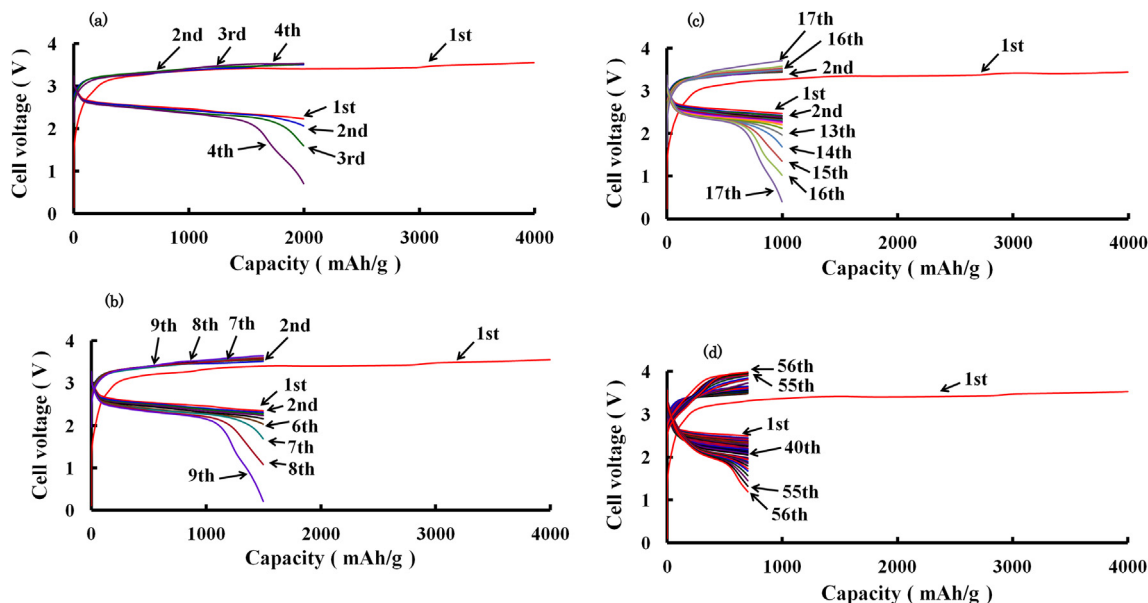 (a)
2nd
3rd
4th
1st
1st
2nd
3rd
4th
4
3
2
1
0
0
1000
2000
3000
4000
Cell voltage ( V )
Capacity ( mAh/g )
(b)
9th
8th
7th
2nd
1st
1st
2nd
6th
7th
8th
9th
4
3
2
1
0
0
1000
2000
3000
4000
Cell voltage ( V )
Capacity ( mAh/g )
(c)
17th
16th
2nd
1st
1st
2nd
13th
14th
15th
16th
17th
4
3
2
1
0
0
1000
2000
3000
4000
Cell voltage ( V )
Capacity ( mAh/g )
(d)
56th
55th
1st
1st
40th
55th
56th
4
3
2
1
0
0
1000
2000
3000
4000
Cell voltage ( V )
Capacity ( mAh/g )